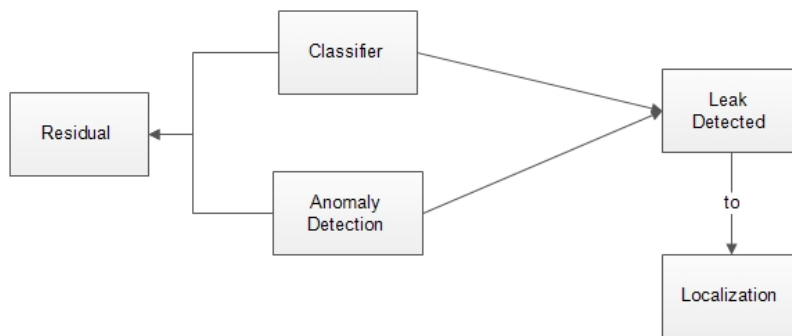 Classifier
Residual
Leak
Detected
Anomaly
Detection
to
Localization